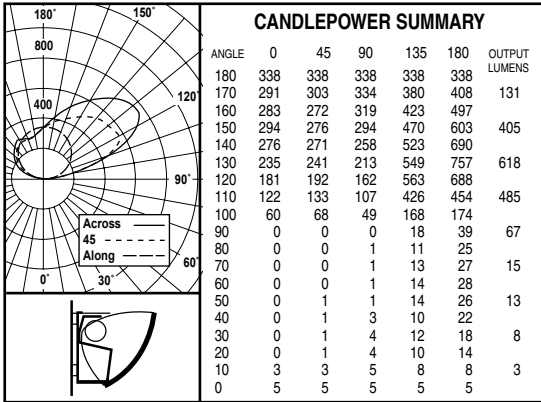 180° 150°
800
400
120°
90°
60°
0° 30°
Across
45
Along
CANDLEPOWER SUMMARY
ANGLE 0 45 90 135 180 OUTPUT LUMENS
180 338 338 338 338 338
170 291 303 334 380 408 131
160 283 272 319 423 497
150 294 276 294 470 603 405
140 276 271 258 523 690
130 235 241 213 549 757 618
120 181 192 162 563 688
110 122 133 107 426 454 485
100 60 68 49 168 174
90 0 0 0 18 39 67
80 0 0 1 11 25
70 0 0 1 13 27 15
60 0 0 1 14 28
50 0 1 1 14 26 13
40 0 1 3 10 22
30 0 1 4 12 18 8
20 0 1 4 10 14
10 3 3 5 8 8 3
0 5 5 5 5 5